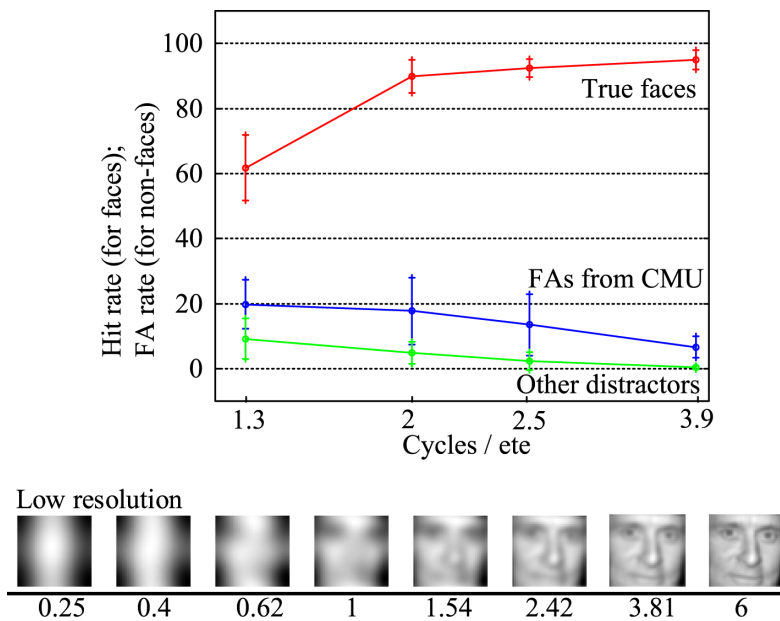 Hit rate (for faces);
FA rate (for non-faces)
100
80
60
40
20
0
True faces
FAs from CMU
Other distractors
1.3
2
2.5
3.9
Cycles / ete
Low resolution
0.25 0.4 0.62 1 1.54 2.42 3.81 6